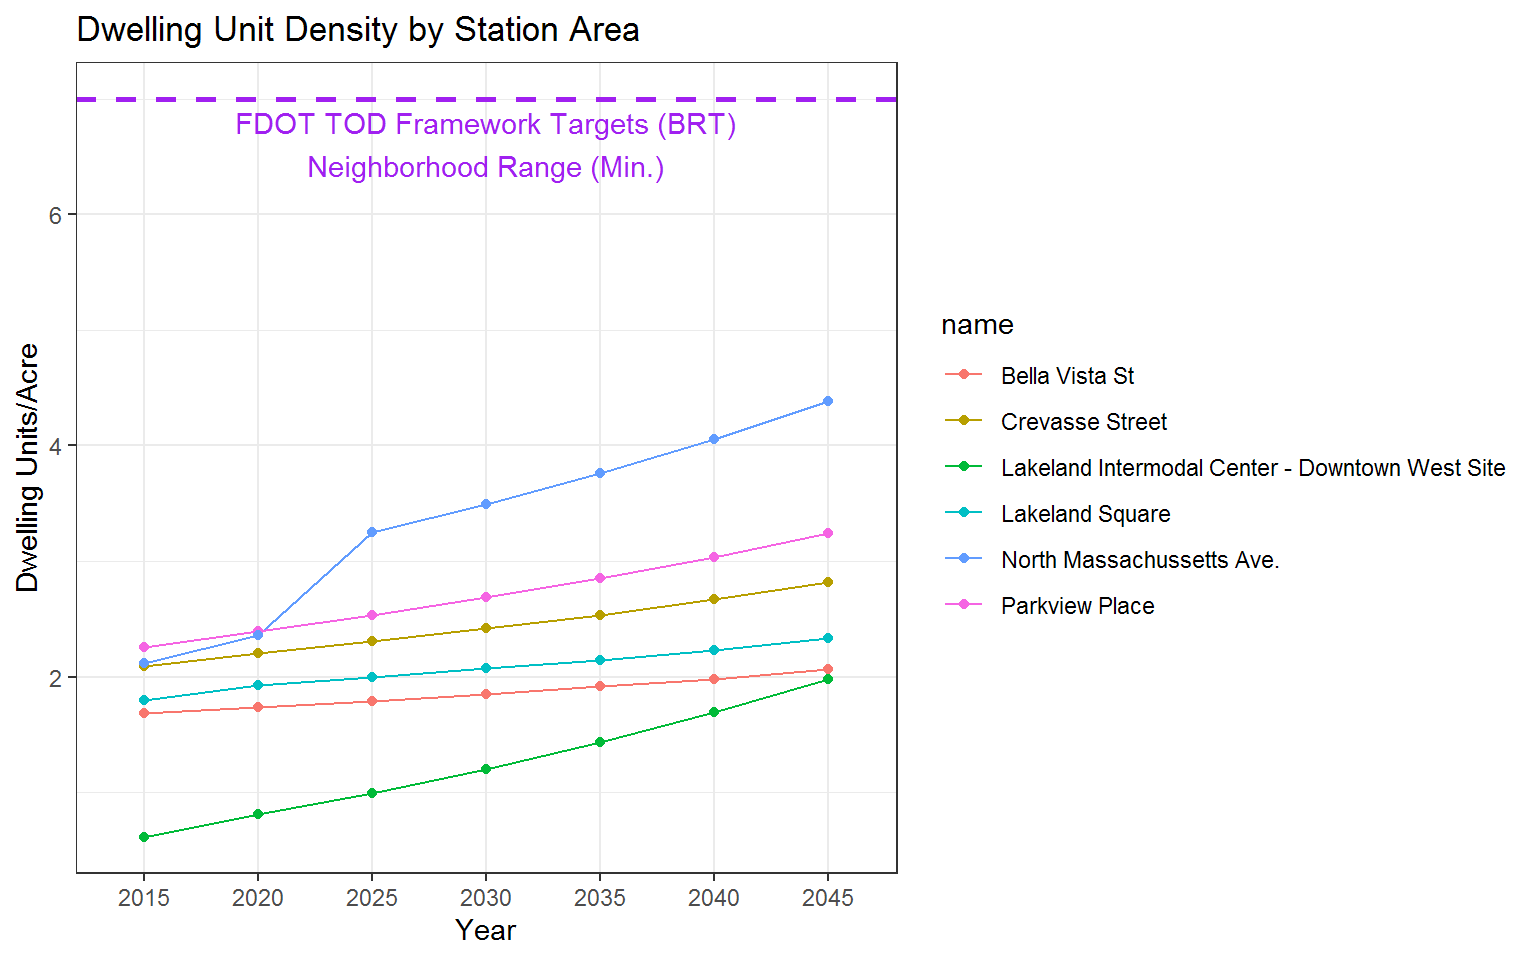 Dwelling Unit Density by Station Area
FDOT TOD Framework Targets (BRT)
Neighborhood Range (Min.)
6
4
2
Dwelling Units/Acre
2015 2020 2025 2030 2035 2040 2045
Year
name
Bella Vista St
Crevasse Street
Lakeland Intermodal Center - Downtown West Site
Lakeland Square
North Massachussetts Ave.
Parkview Place